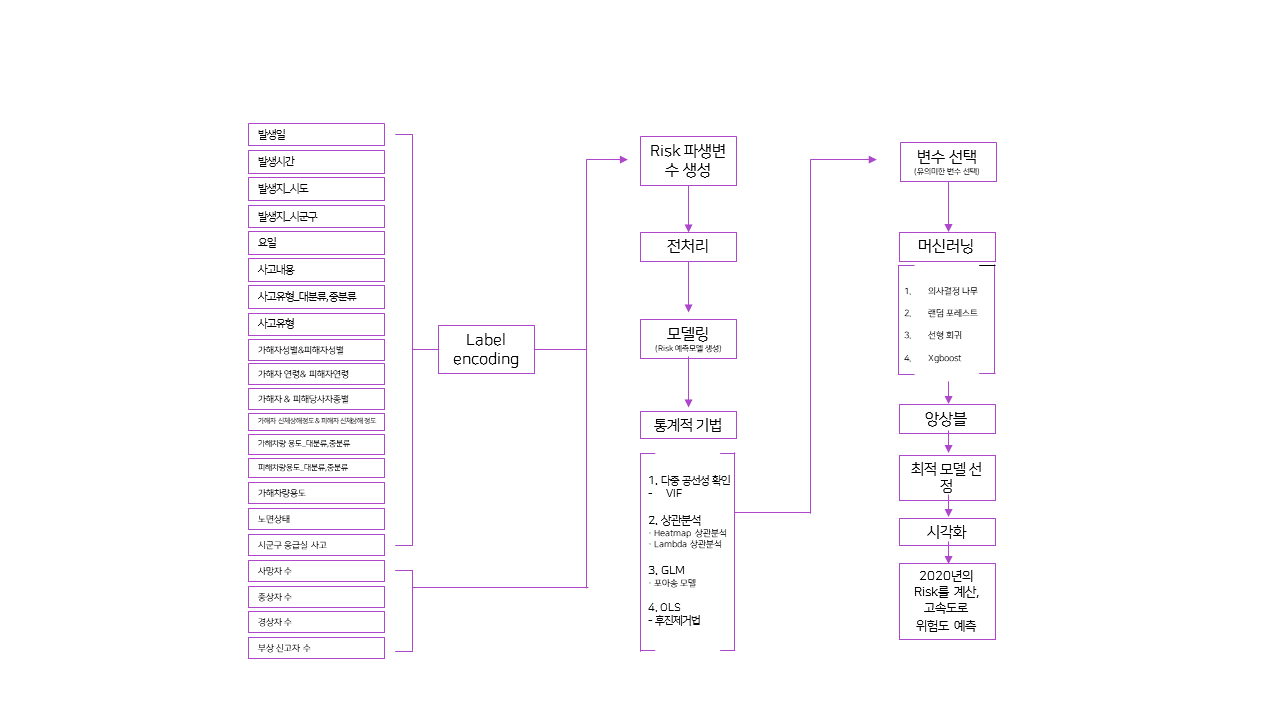 발생일
발생시간
발생지_시도
발생지_시군구
요일
사고내용
사고유형_대분류,중분류
사고유형
가해자성별&피해자성별
가해자 연령& 피해자연령
가해자 & 피해당사자종별
가해자 신체상해정도 & 피해자 신체상해 정도
가해차량 용도_대분류,중분류
피해차량용도_대분류,중분류
가해차량용도
노면상태
시군구 응급실 사고
사망자 수
중상자 수
경상자 수
부상 신고자 수
Label
encoding
Risk 파생변
수 생성
전처리
모델링
(Risk 예측모델 생성)
통계적 기법
1. 다중 공선성 확인
- VIF
2. 상관분석
- Heatmap 상관분석
- Lambda 상관분석
3. GLM
- 포아송 모델
4. OLS
- 후진제거법
변수 선택
(유의미한 변수 선택)
머신러닝
1. 의사결정 나무
2. 랜덤 포레스트
3. 선형 회귀
4. Xgboost
앙상블
최적 모델 선
정
시각화
2020년의
Risk를 계산,
고속도로
위험도 예측